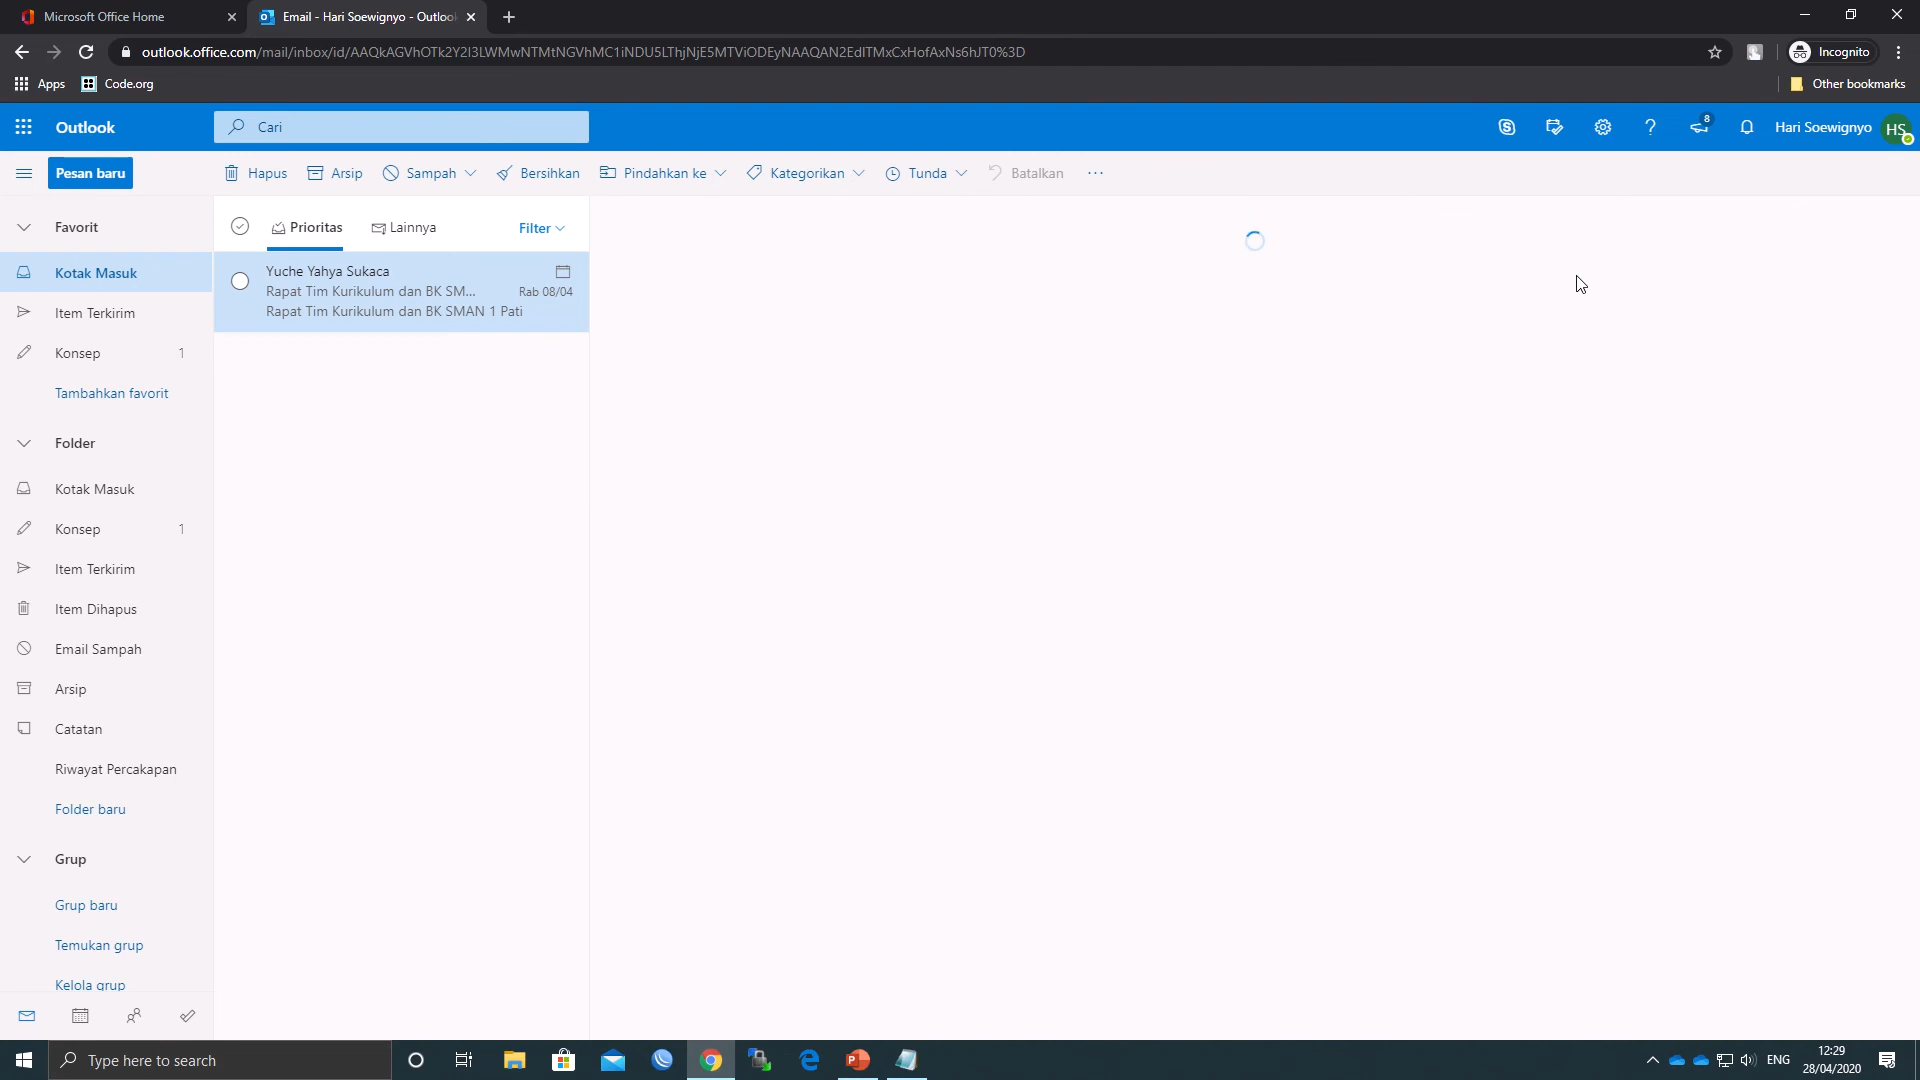 Microsoft Office Home
Email - Hari Soewignyo - Outloo
outlook.office.com/mail/inbox/id/AAQkAGVhOTk2Y2I3LWMwNTMtNGVhMC1iNDU5LThjNjE5MTViODEyNAAQAN2EdITMxCxHofAxNs6hJT0%3D
Incognito
Apps
Code.org
Other bookmarks
Outlook
Cari
8
Hari Soewignyo
HS
Pesan baru
Hapus
Arsip
Sampah
Bersihkan
Pindahkan ke
Kategorikan
Tunda
Batalkan
Favorit
Prioritas
Lainnya
Filter
Kotak Masuk
Yuche Yahya Sukaca
Rapat Tim Kurikulum dan BK SM...
Rab 08/04
Rapat Tim Kurikulum dan BK SMAN 1 Pati
Item Terkirim
Konsep 1
Tambahkan favorit
Folder
Kotak Masuk
Konsep 1
Item Terkirim
Item Dihapus
Email Sampah
Arsip
Catatan
Riwayat Percakapan
Folder baru
Grup
Grup baru
Temukan grup
Kelola grup
Type here to search
ENG
12:29
28/04/2020